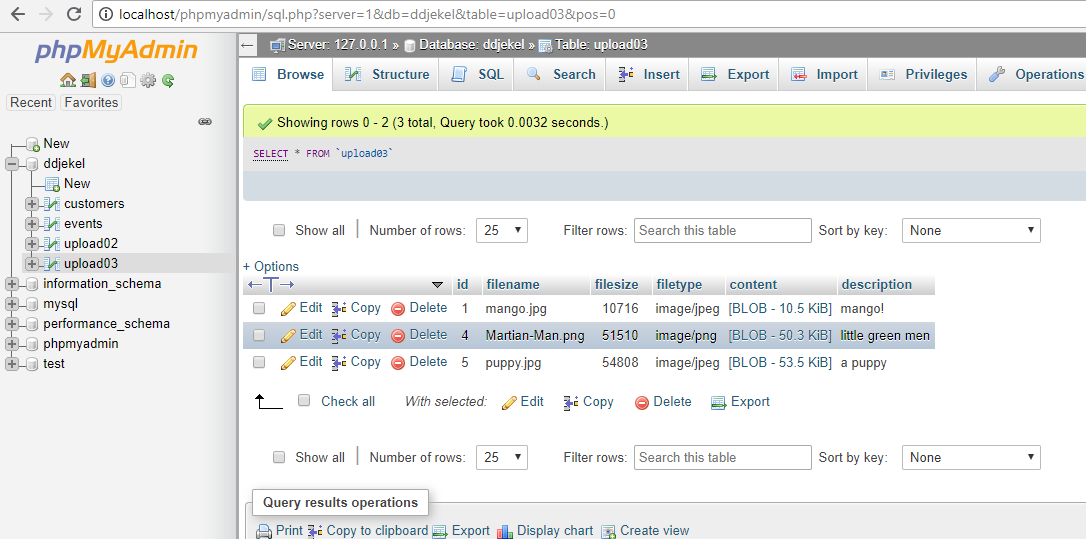 localhost/phpmyadmin/sql.php?server=1&db=ddjekel&table=upload03&pos=0
phpMyAdmin
Recent Favorites
New
ddjekel
New
customers
events
upload02
upload03
information_schema
mysql
performance_schema
phpmyadmin
test
Server: 127.0.0.1 » Database: ddjekel » Table: upload03
Browse Structure SQL Search Insert Export Import Privileges Operations
Showing rows 0 - 2 (3 total, Query took 0.0032 seconds.)
SELECT * FROM `upload03`
Show all | Number of rows: 25 Filter rows: Search this table Sort by key: None
+ Options
id filename filesize filetype content description
Edit Copy Delete 1 mango.jpg 10716 image/jpeg [BLOB - 10.5 KiB] mango!
Edit Copy Delete 4 Martian-Man.png 51510 image/png [BLOB - 50.3 KiB] little green men
Edit Copy Delete 5 puppy.jpg 54808 image/jpeg [BLOB - 53.5 KiB] a puppy
Check all With selected: Edit Copy Delete Export
Show all | Number of rows: 25 Filter rows: Search this table Sort by key: None
Query results operations
Print Copy to clipboard Export Display chart Create view